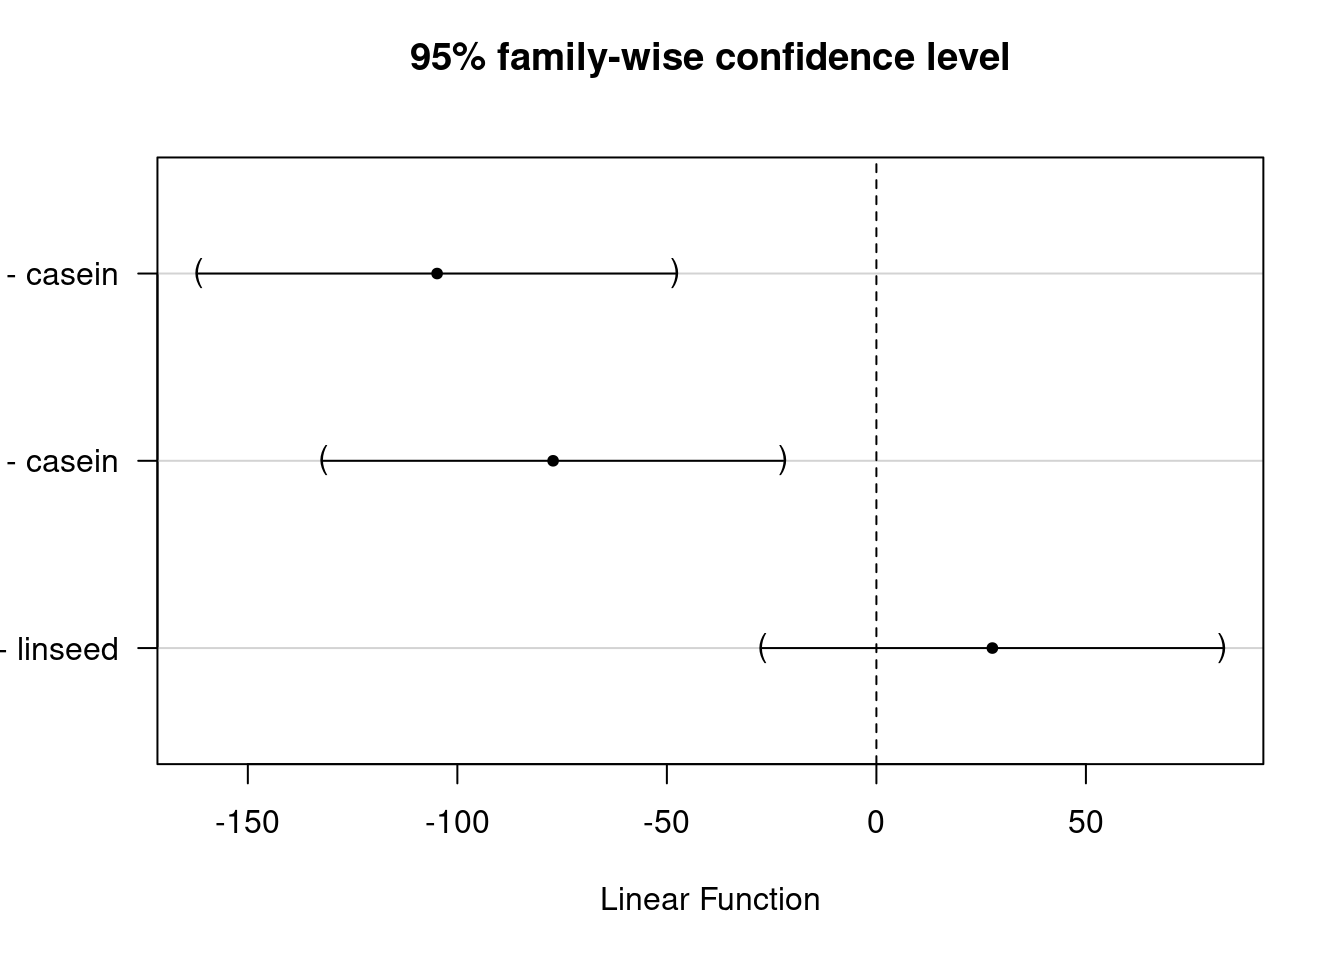 95% family-wise confidence level
- casein
- casein
- linseed
-150 -100 -50 0 50
Linear Function